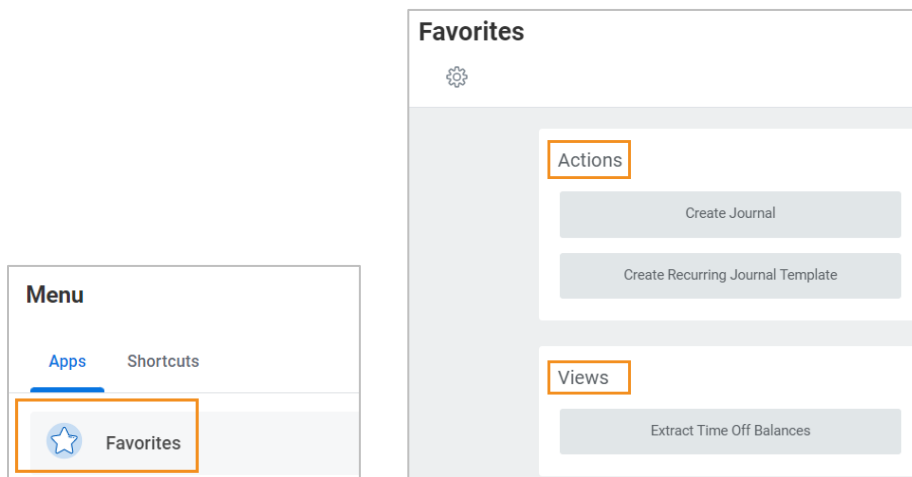 Menu
Apps Shortcuts
Favorites
Favorites
Actions
Create Journal
Create Recurring Journal Template
Views
Extract Time Off Balances